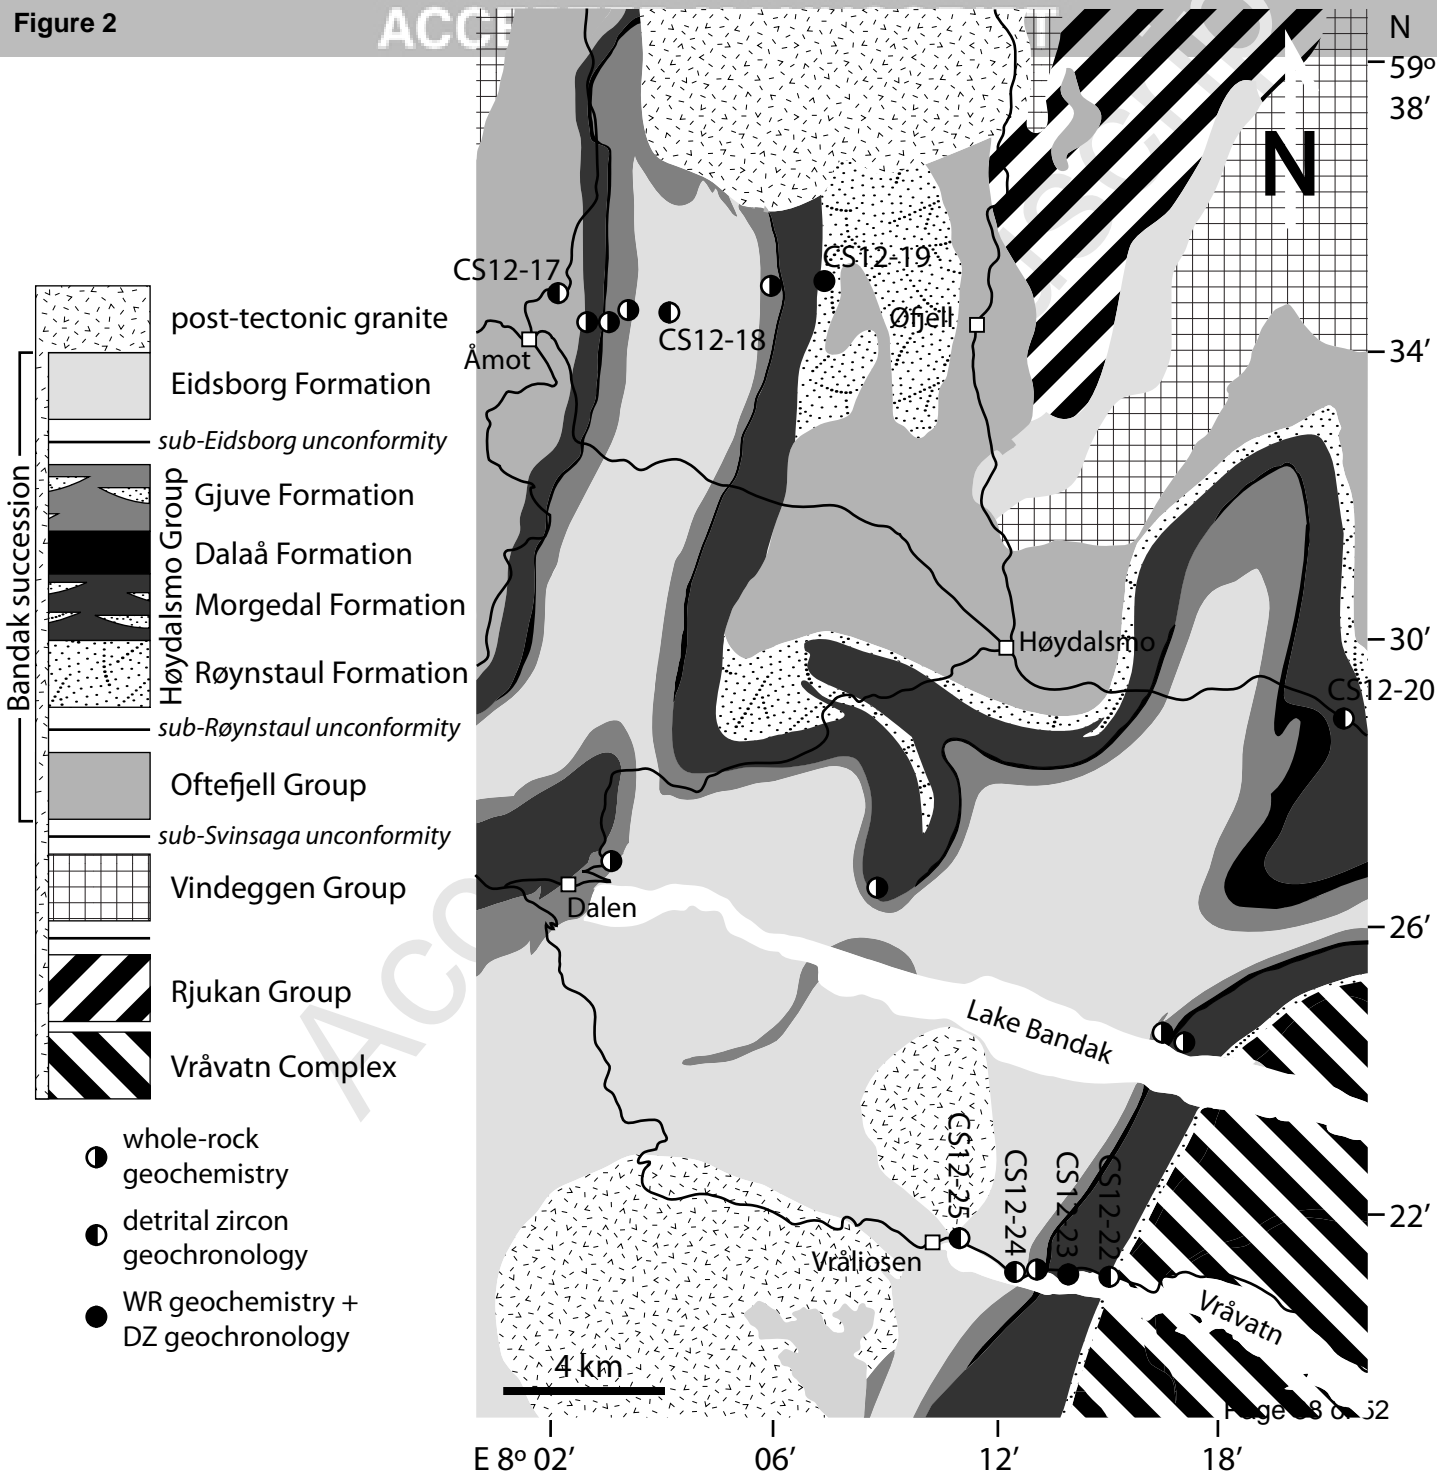 Figure 2
N
59º
38’
N
CS12-17
CS12-19
CS12-18
Øfjell
Åmot
34’
post-tectonic granite
Eidsborg Formation
sub-Eidsborg unconformity
Gjuve Formation
Dalaå Formation
Morgedal Formation
Røynstaul Formation
Høydalsmo Group
sub-Røynstaul unconformity
Oftefjell Group
Bandak succession
sub-Svinsaga unconformity
Vindeggen Group
Rjukan Group
Vråvatn Complex
whole-rock
geochemistry
detrital zircon
geochronology
WR geochemistry +
DZ geochronology
Høydalsmo
30’
CS12-20
Dalen
26’
Lake Bandak
CS12-25
CS12-24
CS12-23
CS12-22
22’
Vråliosen
Vråvatn
4 km
E 8º 02’
06’
12’
18’